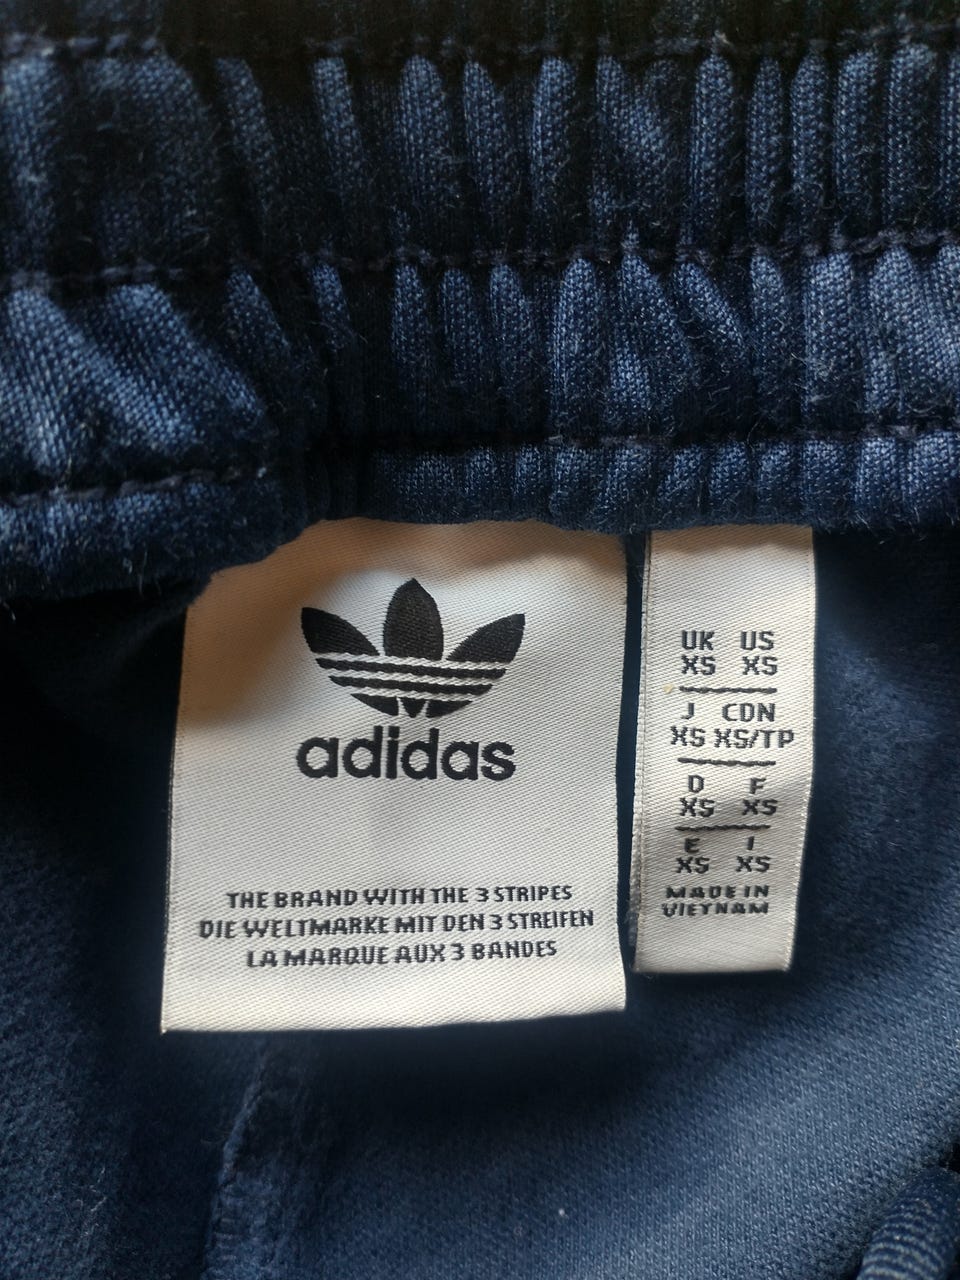 adidas
THE BRAND WITH THE 3 STRIPES
DIE WELTMARKE MIT DEN 3 STREIFEN
LA MARQUE AUX 3 BANDES
UK US
XS XS
J CDN
XS XS/TP
D F
XS XS
E I
XS XS
MADE IN
VIETNAM